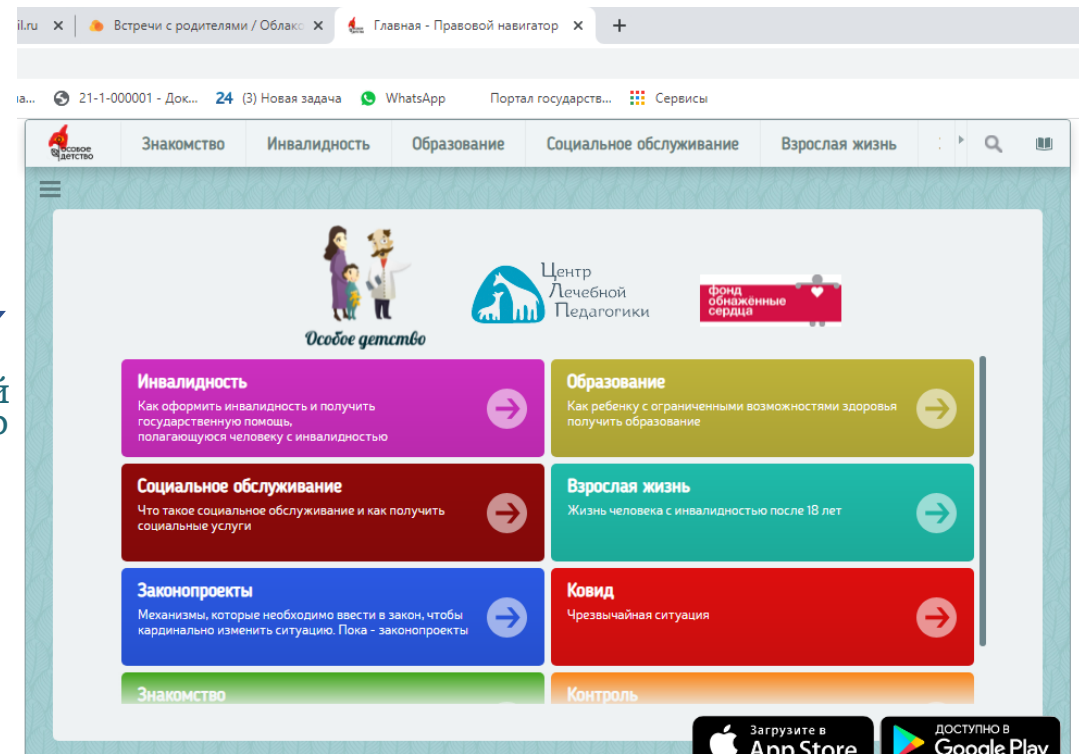 il.ru
Встречи с родителями / Облако
Главная - Правовой навигатор
21-1-000001 - Док...
24 (3) Новая задача
WhatsApp
Портал государств...
Сервисы
Особое детство
Знакомство
Инвалидность
Образование
Социальное обслуживание
Взрослая жизнь
й
Особое детство
Центр
Лечебной
Педагогики
фонд
обнажённые
сердца
Инвалидность
Как оформить инвалидность и получить
государственную помощь,
полагающуюся человеку с инвалидностью
Образование
Как ребенку с ограниченными возможностями здоровья
получить образование
Социальное обслуживание
Что такое социальное обслуживание и как получить
социальные услуги
Взрослая жизнь
Жизнь человека с инвалидностью после 18 лет
Законопроекты
Механизмы, которые необходимо ввести в закон, чтобы
кардинально изменить ситуацию. Пока - законопроекты
Ковид
Чрезвычайная ситуация
Знакомство
Контроль
Загрузите в
App Store
ДОСТУПНО В
Google Play